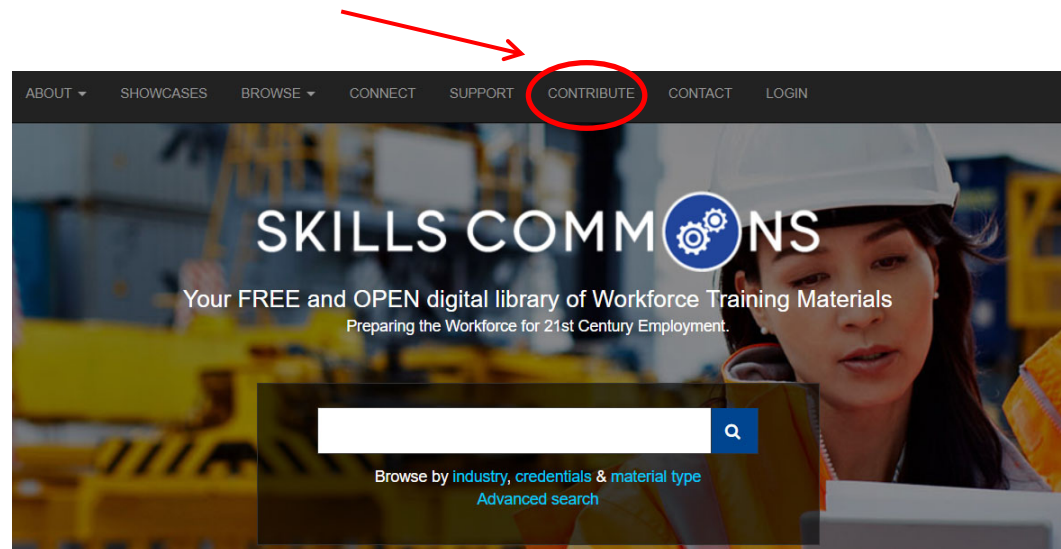 ABOUT SHOWCASES BROWSE CONNECT SUPPORT CONTRIBUTE CONTACT LOGIN
SKILLS COMMONS
Your FREE and OPEN digital library of Workforce Training Materials
Preparing the Workforce for 21st Century Employment.
Browse by industry, credentials & material type
Advanced search